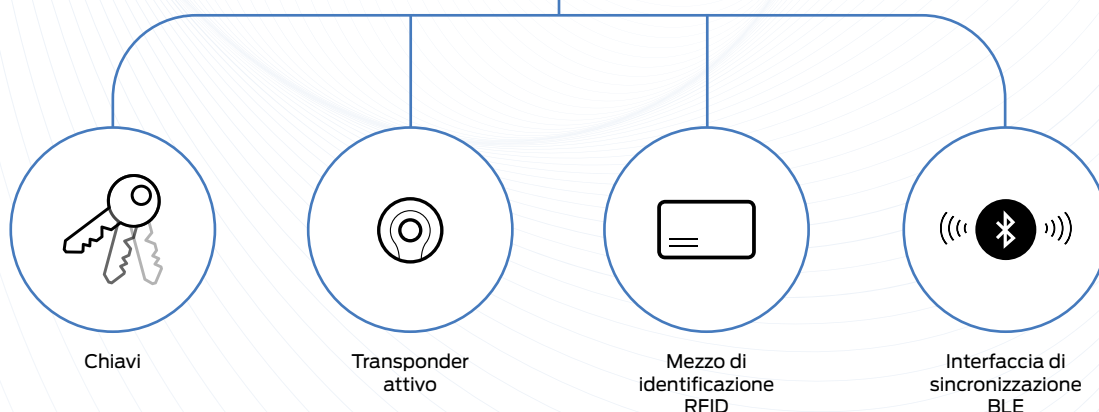 Chiavi
Transponder
attivo
Mezzo di
identificazione
RFID
Interfaccia di
sincronizzazione
BLE